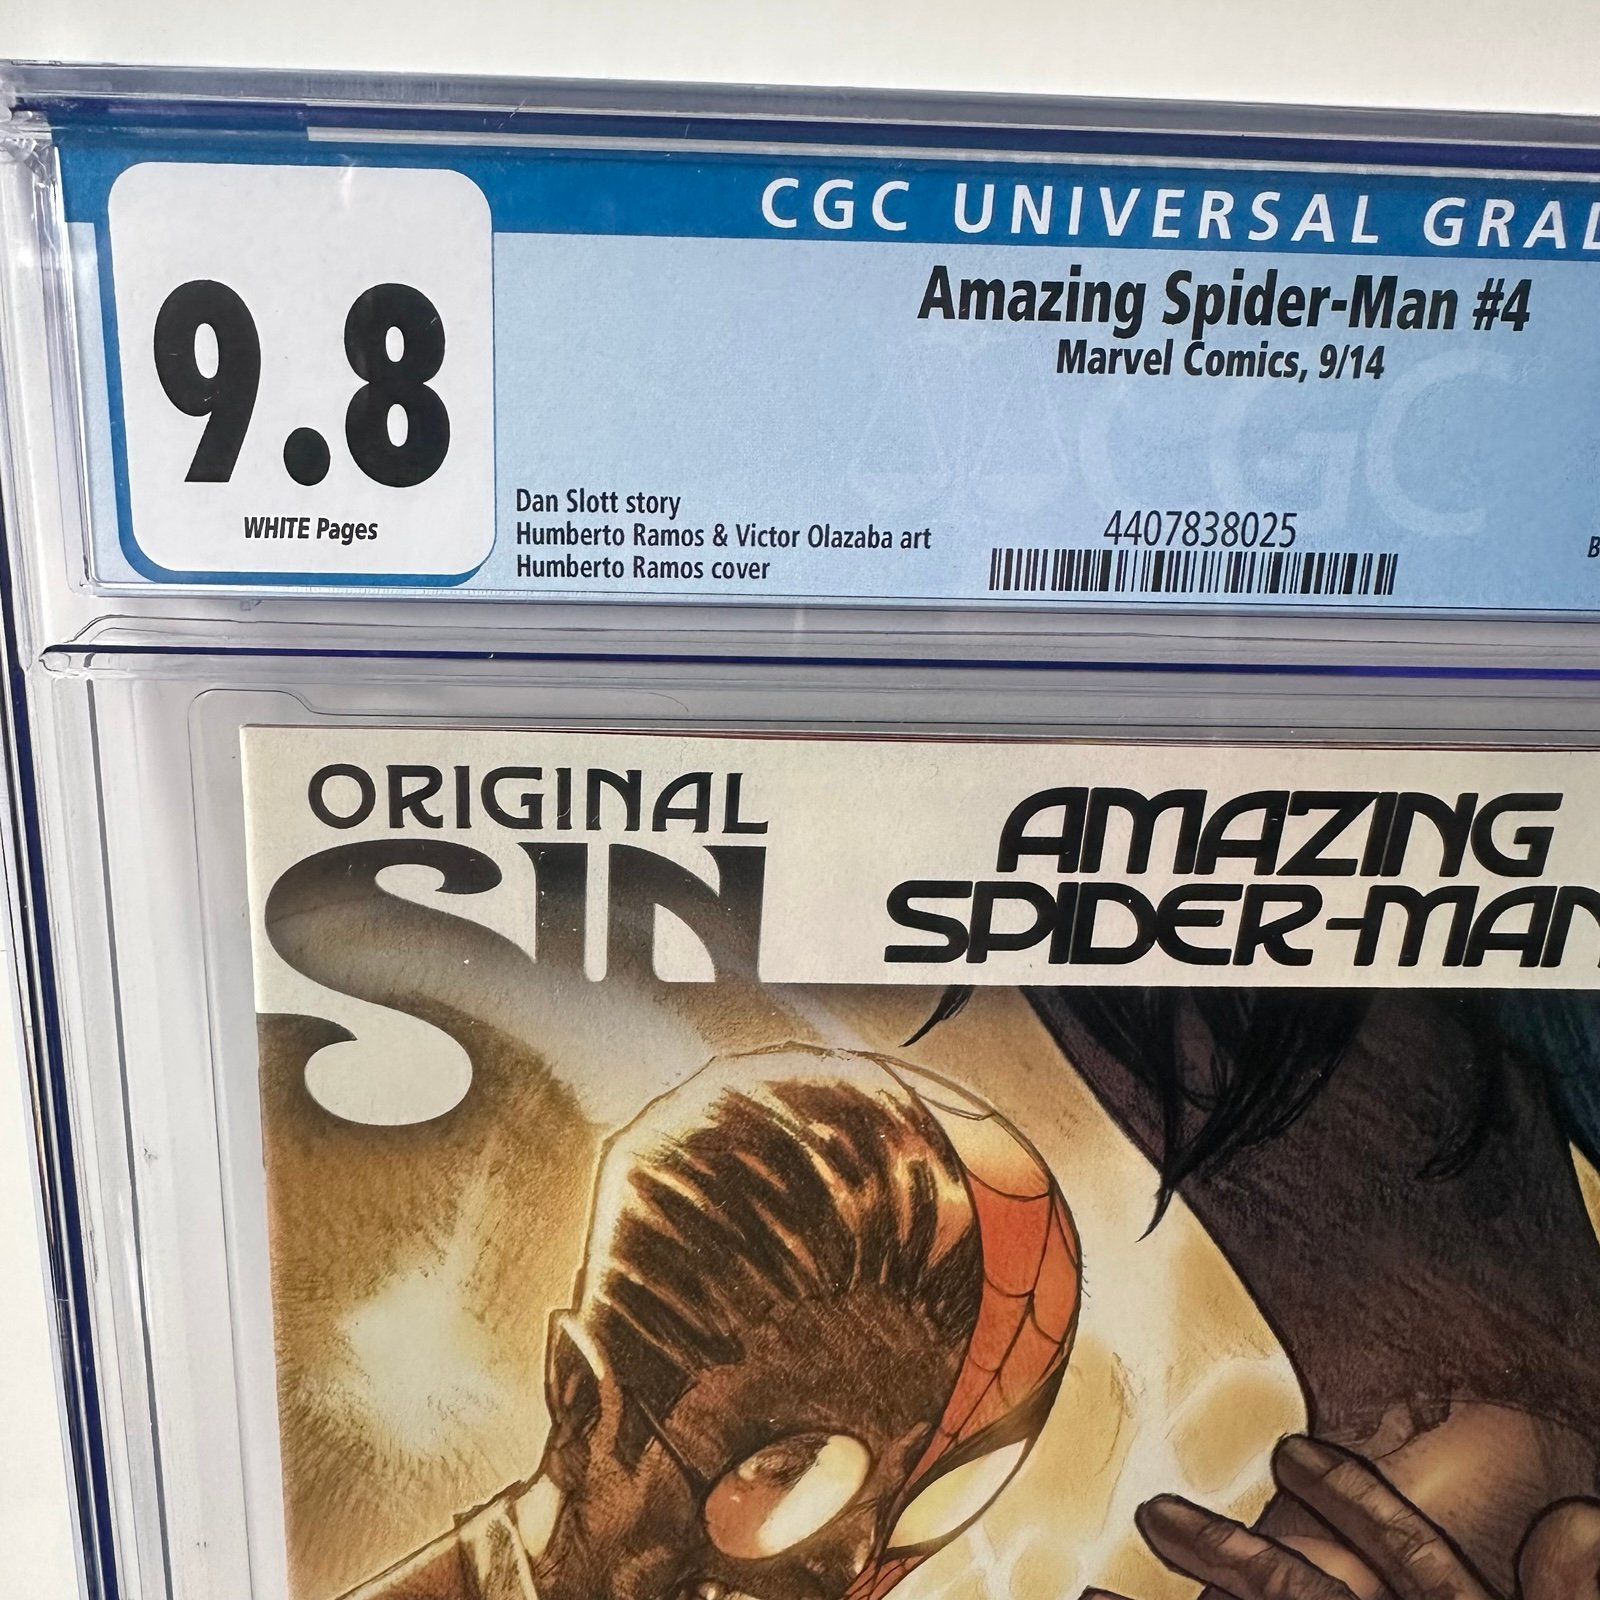 CGC UNIVERSAL GRAD
9.8
WHITE Pages
Amazing Spider-Man #4
Marvel Comics, 9/14
Dan Slott story
Humberto Ramos & Victor Olazaba art
Humberto Ramos cover
4407838025
CGC
B
ORIGINAL
SIN
AMAZING
SPIDER-MAN